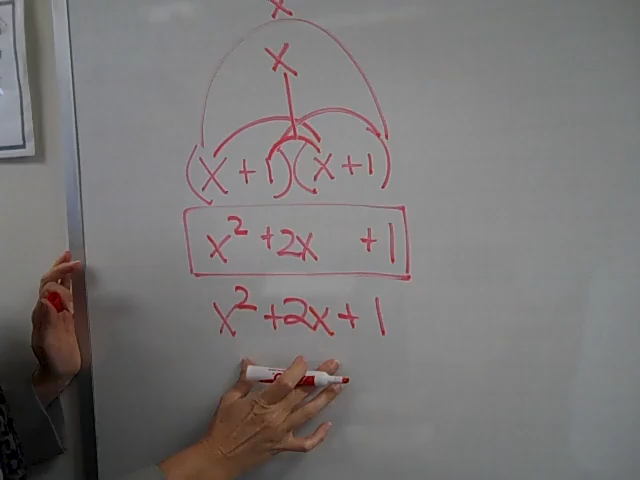 x
x
(x + 1)(x + 1)
x² + 2x + 1
x² + 2x + 1